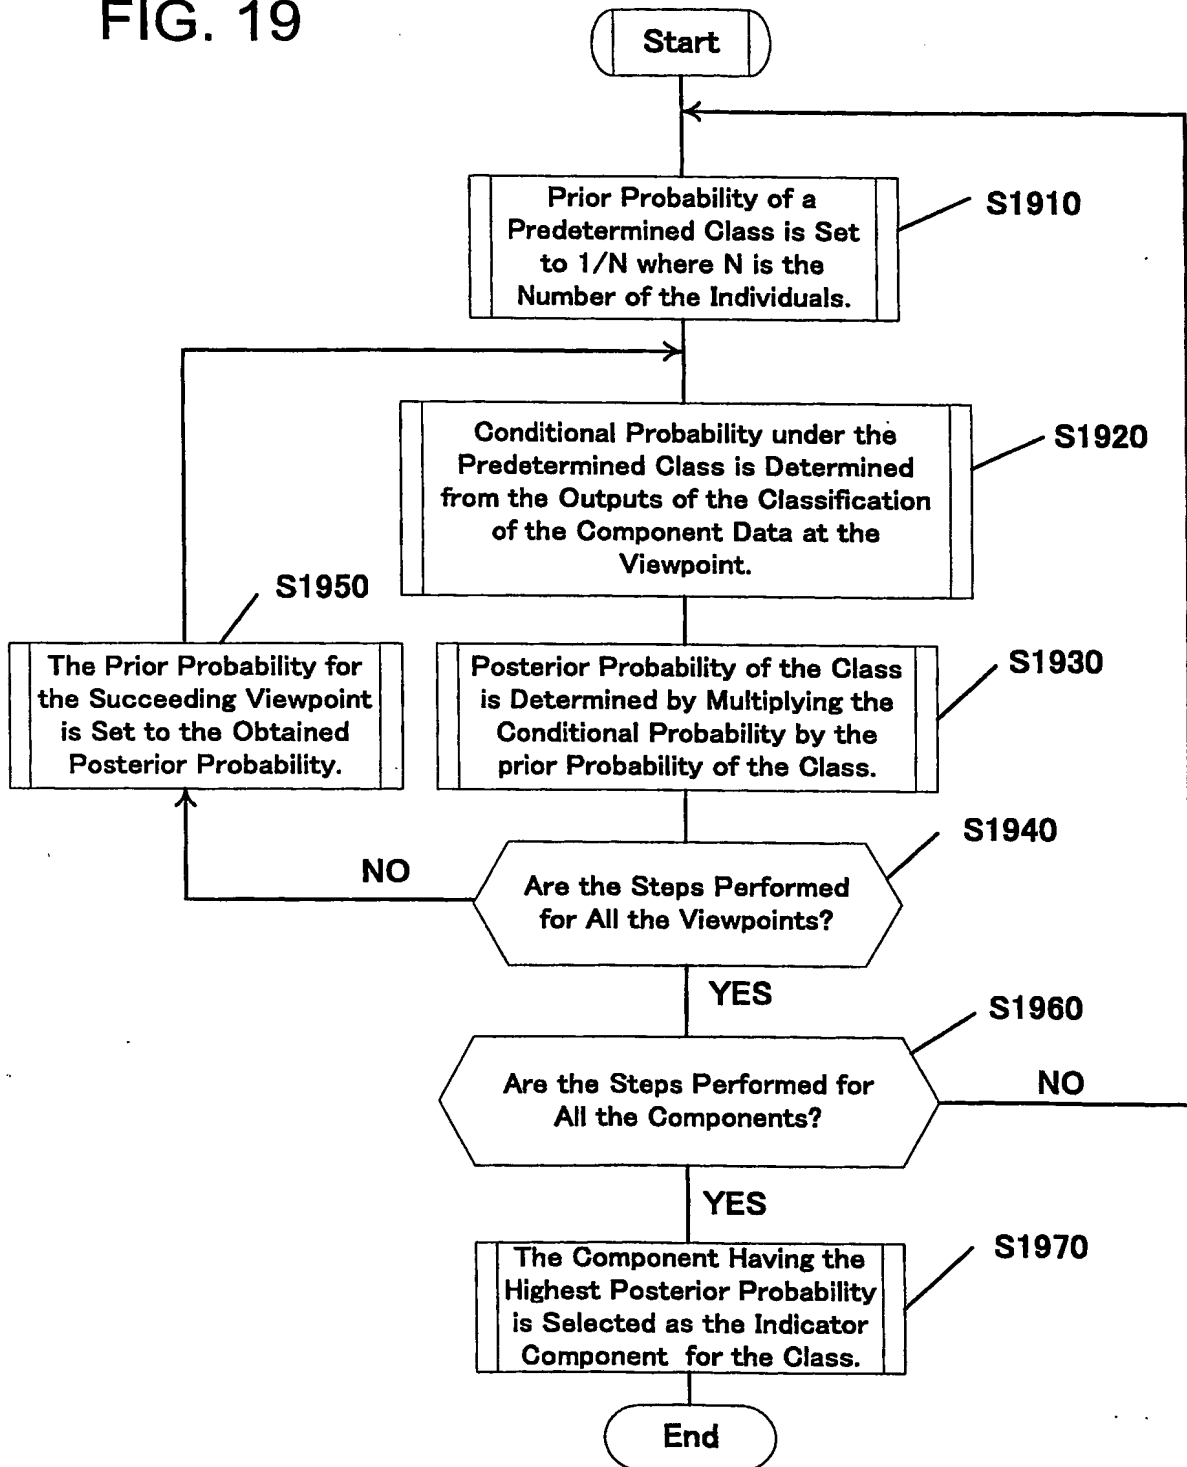 FIG. 19
Start
Prior Probability of a
Predetermined Class is Set
to 1/N where N is the
Number of the Individuals.
S1910
Conditional Probability under the
Predetermined Class is Determined
from the Outputs of the Classification
of the Component Data at the
Viewpoint.
S1920
S1950
The Prior Probability for
the Succeeding Viewpoint
is Set to the Obtained
Posterior Probability.
Posterior Probability of the Class
is Determined by Multiplying the
Conditional Probability by the
prior Probability of the Class.
S1930
S1940
NO
Are the Steps Performed
for All the Viewpoints?
YES
S1960
Are the Steps Performed for
All the Components?
NO
YES
The Component Having the
Highest Posterior Probability
is Selected as the Indicator
Component for the Class.
S1970
End